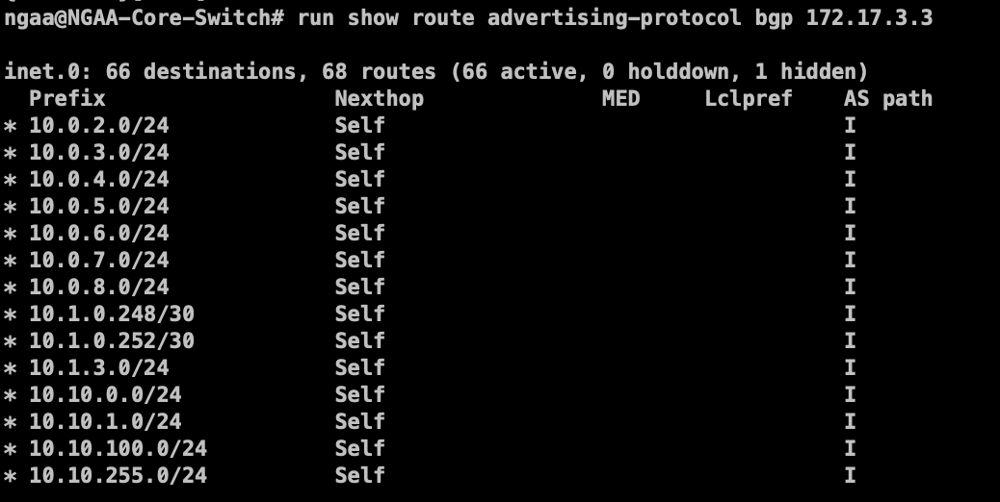 ngaa@NGAA-Core-Switch# run show route advertising-protocol bgp 172.17.3.3
inet.0: 66 destinations, 68 routes (66 active, 0 holddown, 1 hidden)
Prefix Nexthop MED Lclpref AS path
* 10.0.2.0/24 Self I
* 10.0.3.0/24 Self I
* 10.0.4.0/24 Self I
* 10.0.5.0/24 Self I
* 10.0.6.0/24 Self I
* 10.0.7.0/24 Self I
* 10.0.8.0/24 Self I
* 10.1.0.248/30 Self I
* 10.1.0.252/30 Self I
* 10.1.3.0/24 Self I
* 10.10.0.0/24 Self I
* 10.10.1.0/24 Self I
* 10.10.100.0/24 Self I
* 10.10.255.0/24 Self I